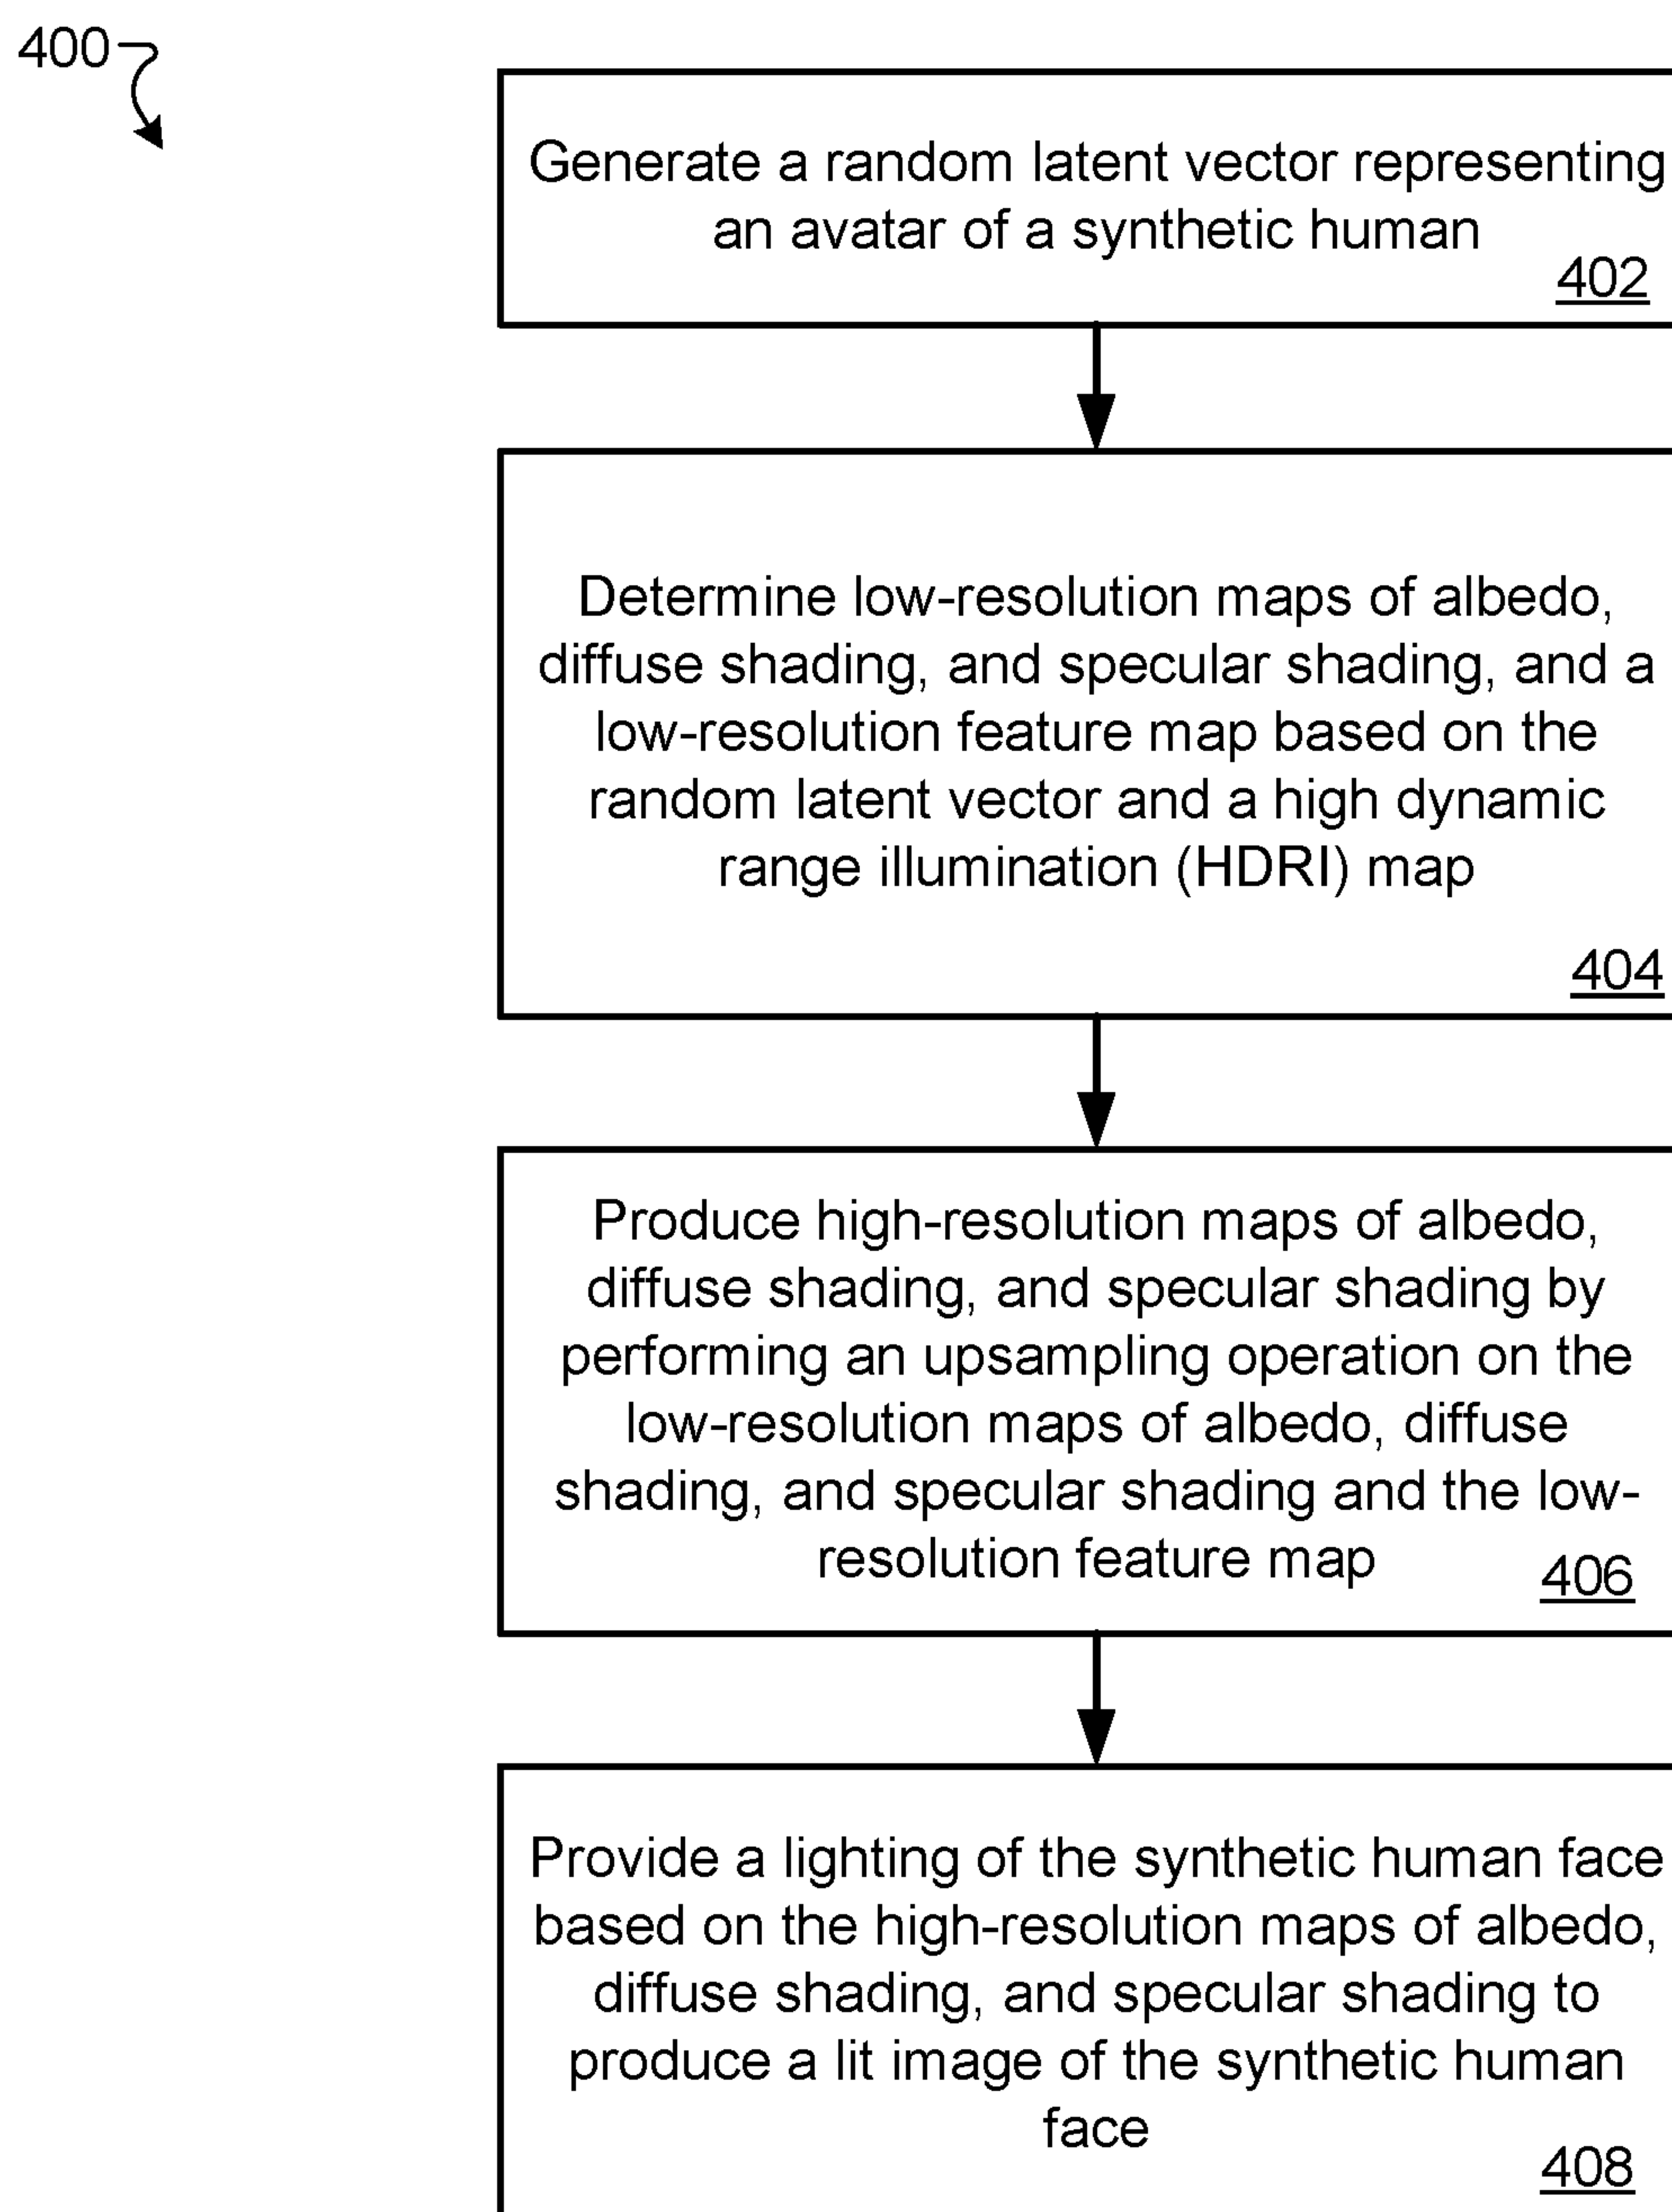 400
Generate a random latent vector representing
an avatar of a synthetic human
402
Determine low-resolution maps of albedo,
diffuse shading, and specular shading, and a
low-resolution feature map based on the
random latent vector and a high dynamic
range illumination (HDRI) map
404
Produce high-resolution maps of albedo,
diffuse shading, and specular shading by
performing an upsampling operation on the
low-resolution maps of albedo, diffuse
shading, and specular shading and the low-
resolution feature map
406
Provide a lighting of the synthetic human face
based on the high-resolution maps of albedo,
diffuse shading, and specular shading to
produce a lit image of the synthetic human
face
408